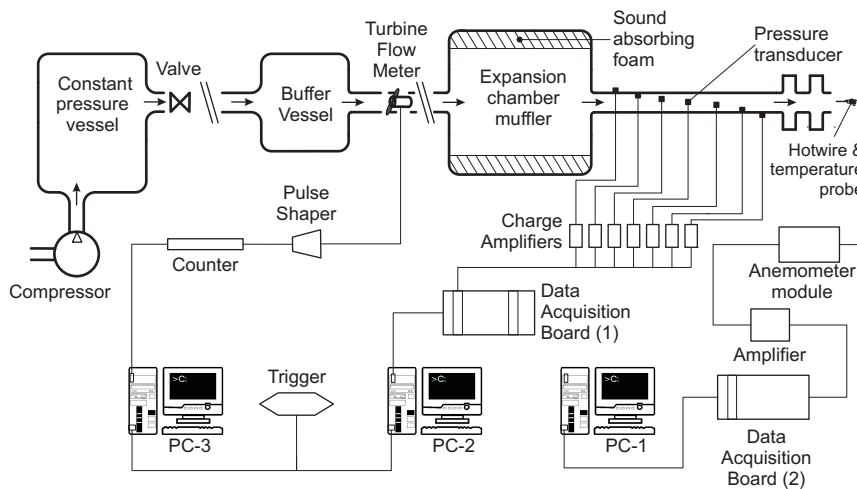 Constant
pressure
vessel
Valve
Buffer
Vessel
Turbine
Flow
Meter
Expansion
chamber
muffler
Sound
absorbing
foam
Pressure
transducer
Hotwire &
temperature
probe
Compressor
Counter
Pulse
Shaper
Charge
Amplifiers
Data
Acquisition
Board (1)
Anemometer
module
Amplifier
Data
Acquisition
Board (2)
Trigger
>C:
PC-3
>C:
PC-2
>C:
PC-1